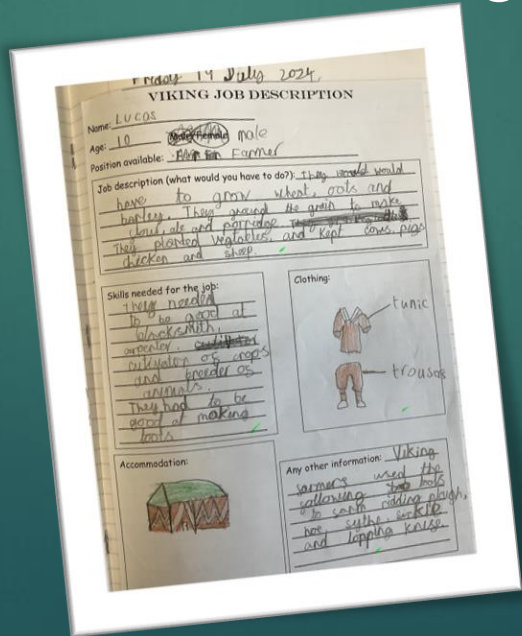 Friday 19 July 2024
VIKING JOB DESCRIPTION
Name: Lucas
Age: 10 male
Position available: Farmer
Job description (what would you have to do?): They would
have to grow wheat, oats and
barley. They ground the grain to make
flour, ale and porridge
They planted vegtables, and kept cows, pigs
chicken and sheep.
Skills needed for the job:
They needed
to be good at
blacksmith,
carpenter,
cultivator of crops
and breeder of
animals.
They had to be
good at making
tools
Clothing:
tunic
trousas
Accommodation:
Any other information: Viking
farmers used the
following tools
to farm ridding plough,
hoe, sythe, sickle
and lopping knife